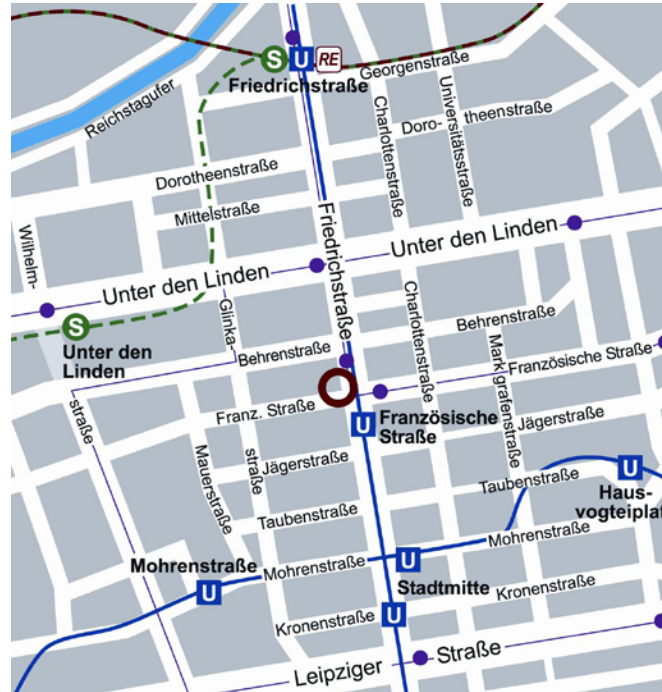 S
U
RE
Friedrichstraße
Georgenstraße
Reichstagufer
Charlottenstraße
Universitätsstraße
Doro-
theenstraße
Dorotheenstraße
Mittelstraße
Friedrichstraße
Wilhelm-
Unter den Linden
Unter den Linden
S
Unter den
Linden
Glinka-
Charlottenstraße
Behrenstraße
Behrenstraße
Markgrafenstraße
Französische Straße
straße
Franz. Straße
U
Französische
Straße
Jägerstraße
Mauerstraße
straße
Jägerstraße
U
Haus-
vogteiplat
Taubenstraße
Taubenstraße
Mohrenstraße
Mohrenstraße
U
Mohrenstraße
U
Stadtmitte
Kronenstraße
U
Kronenstraße
Leipziger
Straße